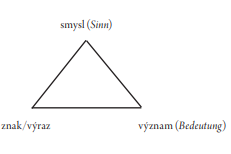 smysl (Sinn)
znak/výraz
význam (Bedeutung)